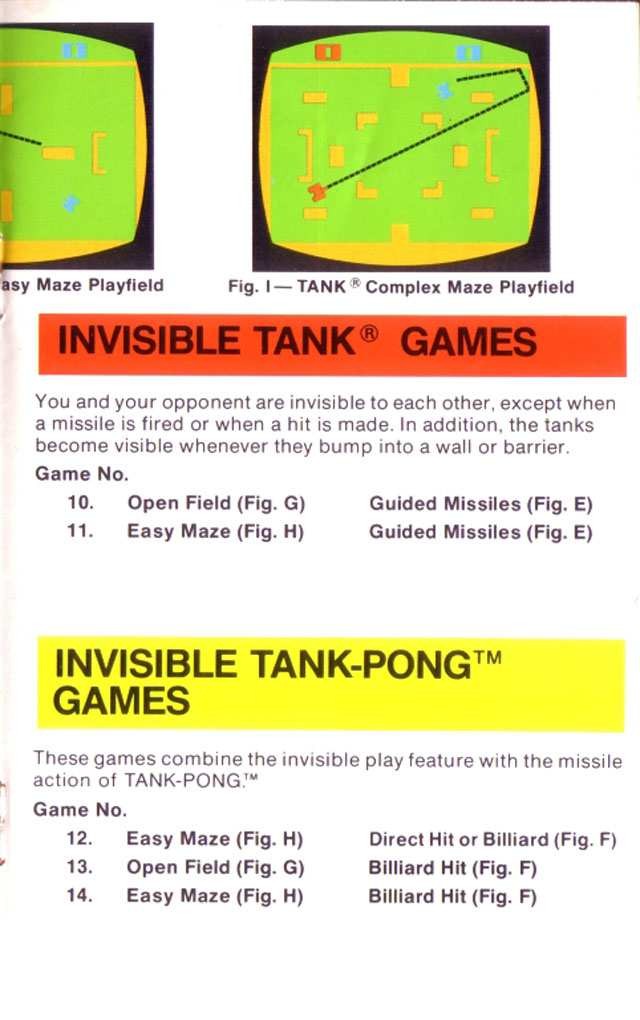 asy Maze Playfield
Fig. I — TANK® Complex Maze Playfield
INVISIBLE TANK® GAMES
You and your opponent are invisible to each other, except when
a missile is fired or when a hit is made. In addition, the tanks
become visible whenever they bump into a wall or barrier.
Game No.
10. Open Field (Fig. G) Guided Missiles (Fig. E)
11. Easy Maze (Fig. H) Guided Missiles (Fig. E)
INVISIBLE TANK-PONG™
GAMES
These games combine the invisible play feature with the missile
action of TANK-PONG.™
Game No.
12. Easy Maze (Fig. H) Direct Hit or Billiard (Fig. F)
13. Open Field (Fig. G) Billiard Hit (Fig. F)
14. Easy Maze (Fig. H) Billiard Hit (Fig. F)